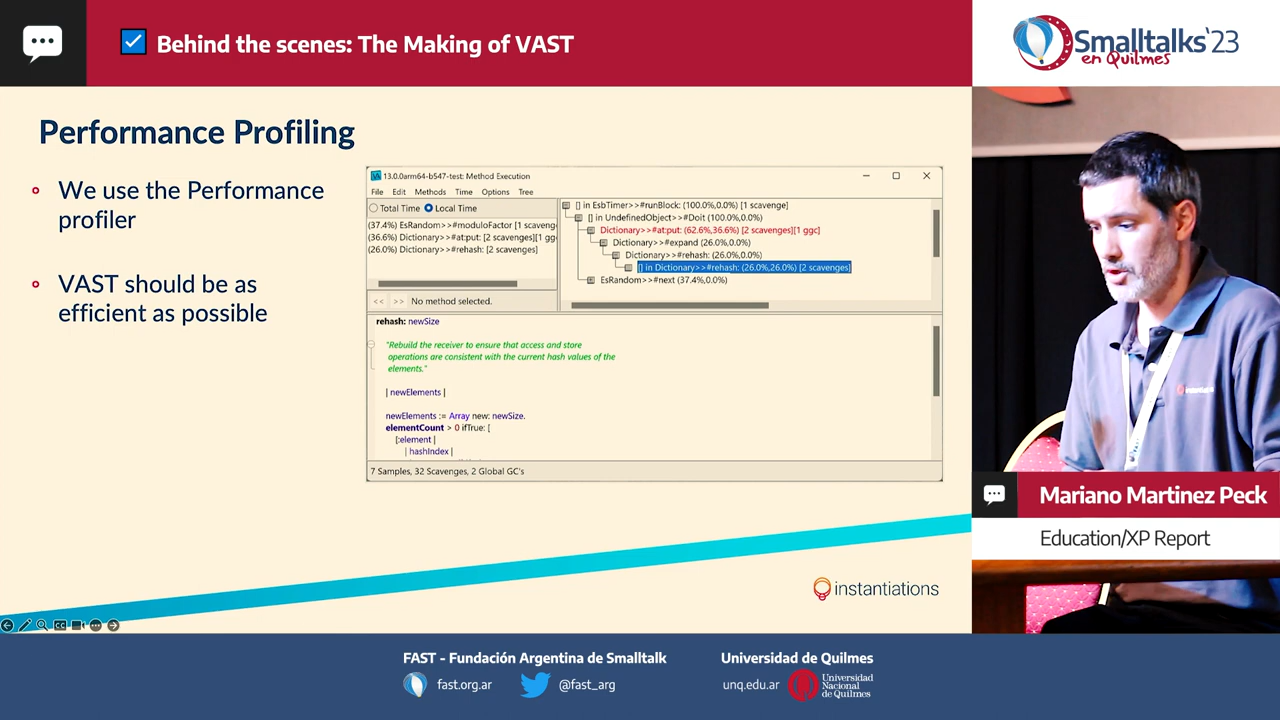 Behind the scenes: The Making of VAST
Smalltalks'23
en Quilmes
Performance Profiling
We use the Performance
profiler
VAST should be as
efficient as possible
13.0.0arm64-b547-test: Method Execution
File Edit Methods Time Options Tree
Total Time Local Time
(37.4%) EsRandom>>#moduloFactor [1 scaveng
(36.6%) Dictionary>>#at:put: [2 scavenges][1 gg
(26.0%) Dictionary>>#rehash: [2 scavenges]
<< >> No method selected.
[] in EsbTimer>>#runBlock: (100.0%,0.0%) [1 scavenge]
[] in UndefinedObject>>#Doit (100.0%,0.0%)
Dictionary>>#at:put: (62.6%,36.6%) [2 scavenges][1 ggc]
Dictionary>>#expand (26.0%,0.0%)
Dictionary>>#rehash: (26.0%,0.0%)
[] in Dictionary>>#rehash: (26.0%,26.0%) [2 scavenges]
EsRandom>>#next (37.4%,0.0%)
rehash: newSize
"Rebuild the receiver to ensure that access and store
operations are consistent with the current hash values of the
elements."
| newElements |
newElements := Array new: newSize.
elementCount > 0 ifTrue: [
[:element |
| hashIndex |
7 Samples, 32 Scavenges, 2 Global GC's
instantiations
instantiations
Mariano Martinez Peck
Education/XP Report
FAST - Fundación Argentina de Smalltalk
fast.org.ar @fast_arg
Universidad de Quilmes
unq.edu.ar
Universidad
Nacional
de Quilmes